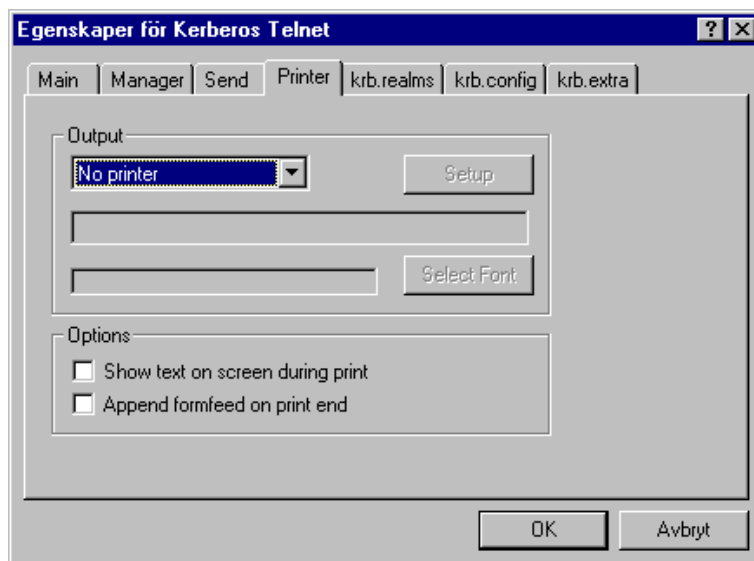 Egenskaper för Kerberos Telnet
Main Manager Send Printer krb.realms krb.config krb.extra
Output
No printer Setup
Select Font
Options
Show text on screen during print
Append formfeed on print end
OK Avbryt